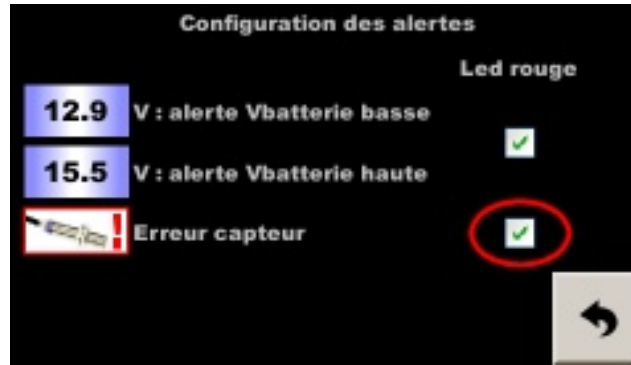 Configuration des alertes
Led rouge
12.9 V : alerte Vbatterie basse
15.5 V : alerte Vbatterie haute
! Erreur capteur